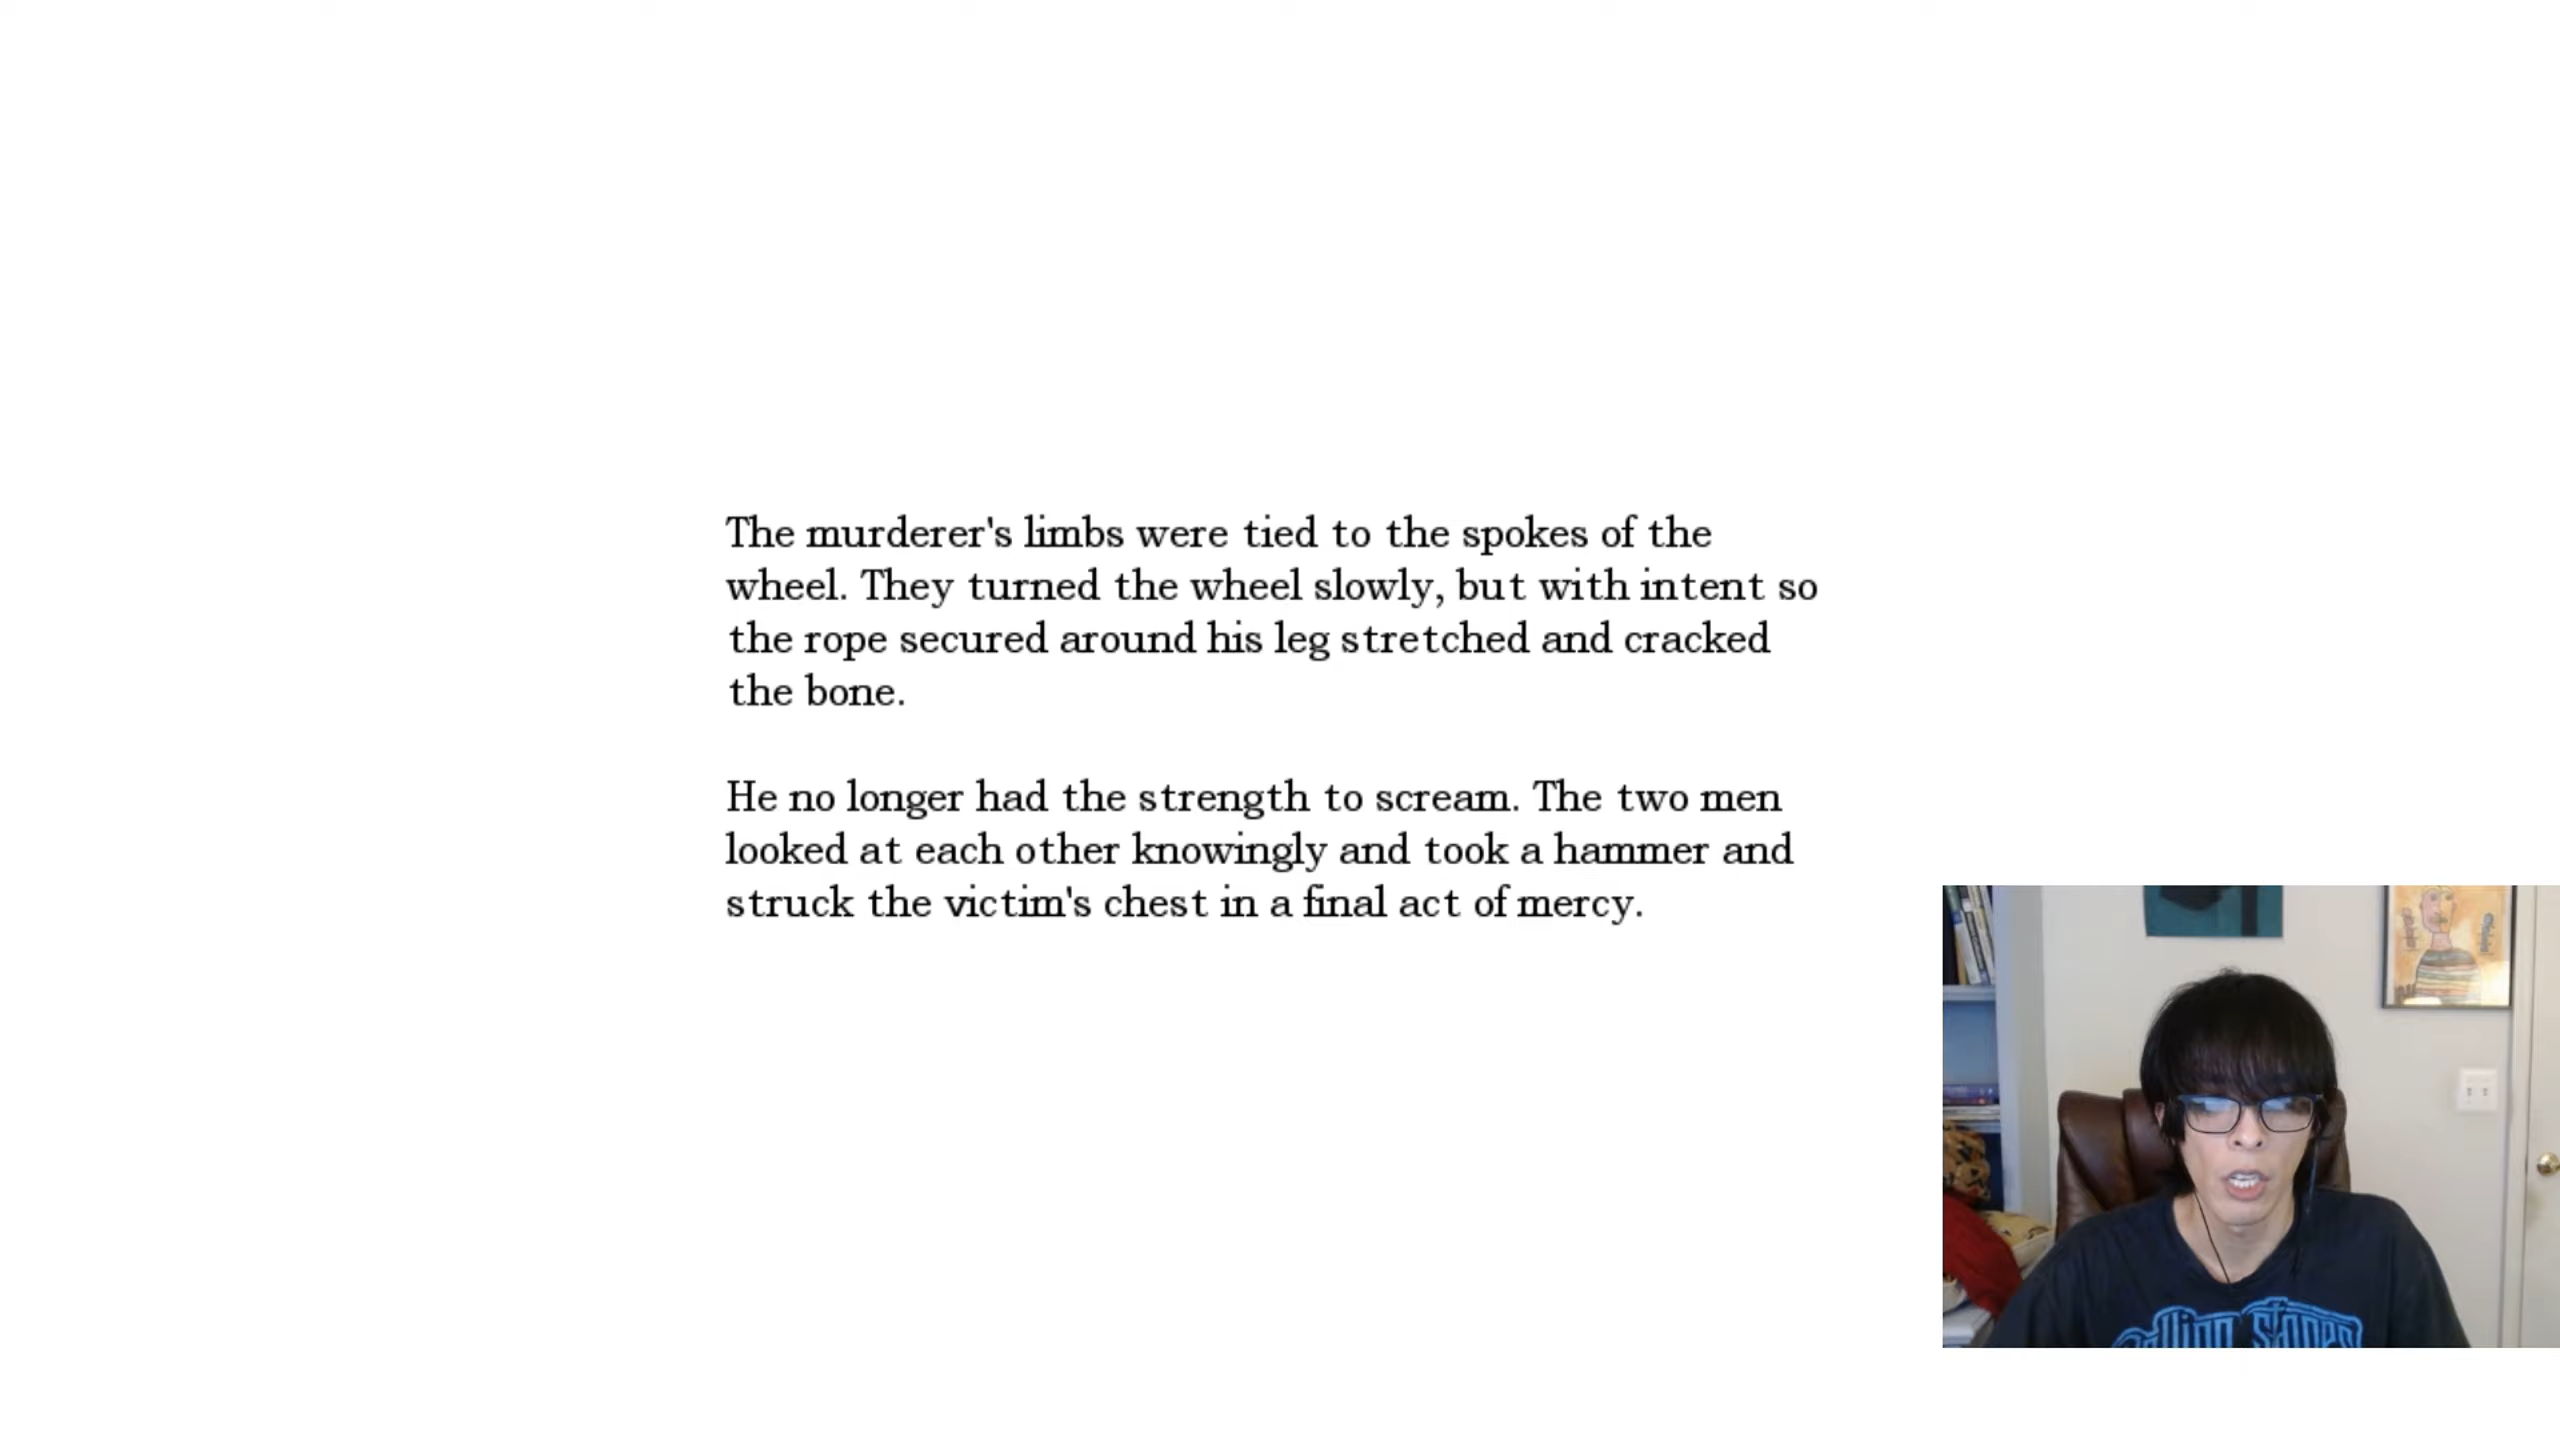 The murderer's limbs were tied to the spokes of the
wheel. They turned the wheel slowly, but with intent so
the rope secured around his leg stretched and cracked
the bone.
He no longer had the strength to scream. The two men
looked at each other knowingly and took a hammer and
struck the victim's chest in a final act of mercy.